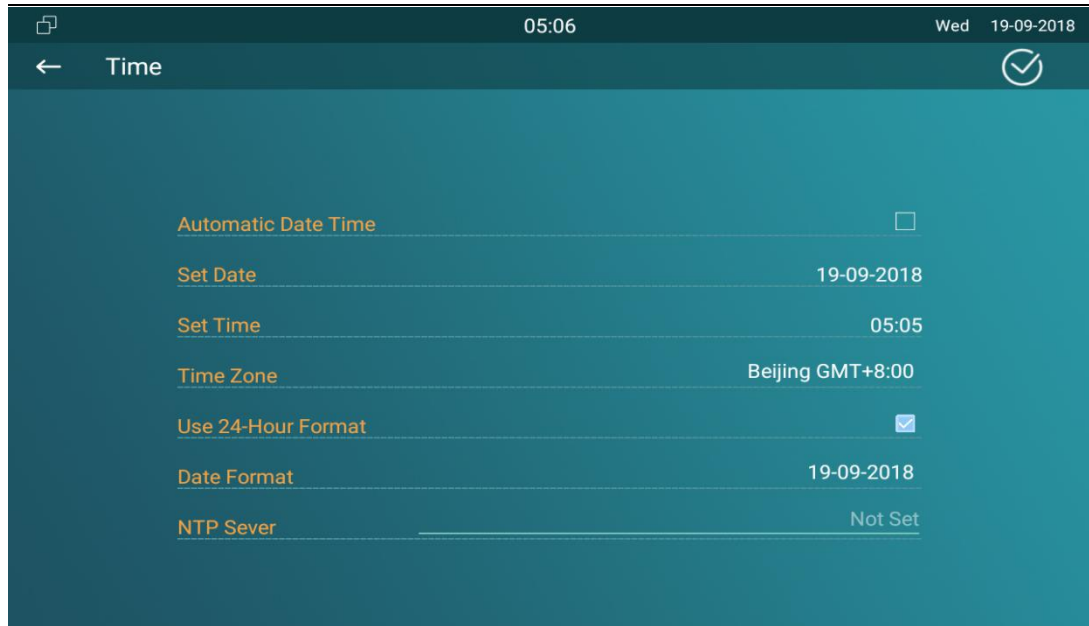 05:06 Wed 19-09-2018
Time
Automatic Date Time
Set Date 19-09-2018
Set Time 05:05
Time Zone Beijing GMT+8:00
Use 24-Hour Format
Date Format 19-09-2018
NTP Sever Not Set